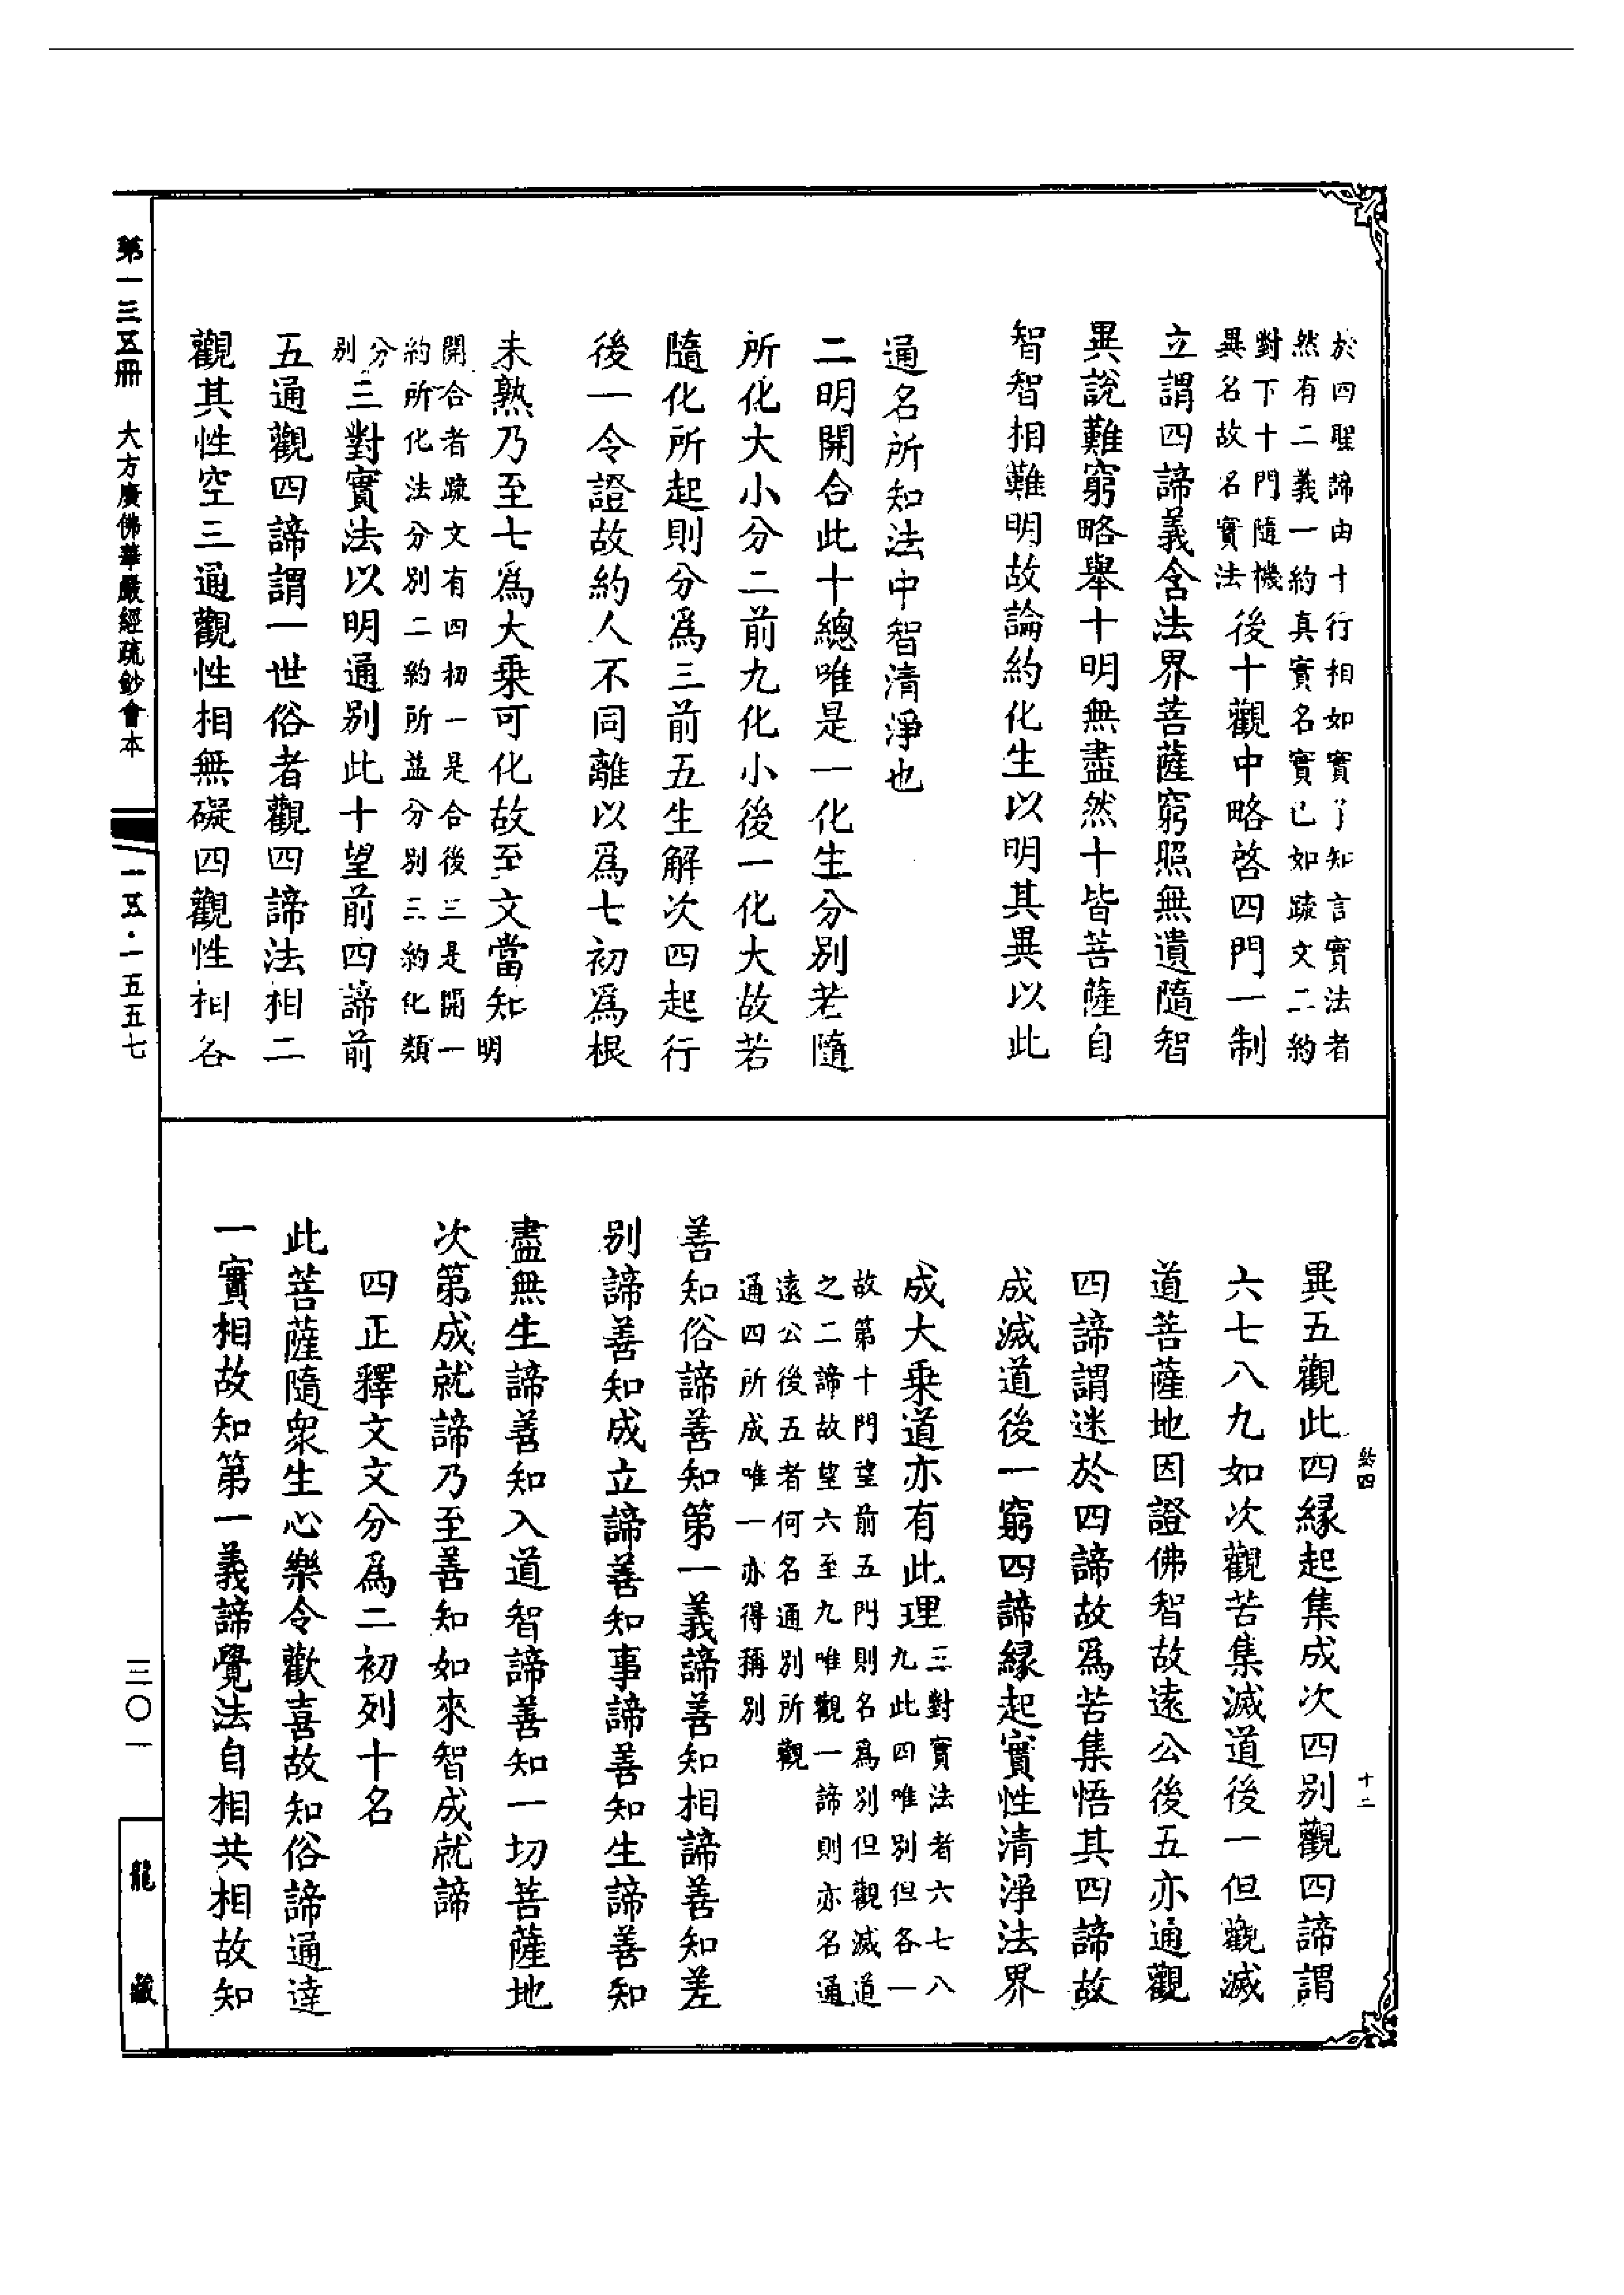 於四聖諦由十行相如實了知言實法者
然有二義一約真實名實已如疏文二約
對下十門隨機
異名故名實法後十觀中略啓四門一制
立謂四諦義含法界菩薩窮照無遺隨智
異說難窮略舉十明無盡然十皆菩薩自
智智相難明故論約化生以明其異以此
通名所知法中智清淨也
二明開合此十總唯是一化生分別若隨
所化大小分二前九化小後一化大故若
隨化所起則分爲三前五生解次四起行
後一令證故約人不同離以爲七初爲根
未熟乃至七爲大乗可化故至文當知明
開合者疏文有四初一是合後三是開一
約所化法分別二約所益分別三約化類
分
別三對實法以明通別此十望前四諦前
五通觀四諦謂一世俗者觀四諦法相二
觀其性空三通觀性相無礙四觀性相各
異五觀此四縁起集成次四別觀四諦謂
六七八九如次觀苦集滅道後一但觀滅
道菩薩地因證佛智故遠公後五亦通觀
四諦謂迷於四諦故爲苦集悟其四諦故
成滅道後一窮四諦縁起實性清淨法界
成大乗道亦有此理三對實法者六七八
九此四唯別但各一
故第十門望前五門則名爲別但觀滅道
之二諦故望六至九唯觀一諦則亦名通
遠公後五者何名通別所觀
通四所成唯一亦得稱別
善知俗諦善知第一義諦善知相諦善知差
別諦善知成立諦善知事諦善知生諦善知
盡無生諦善知入道智諦善知一切菩薩地
次第成就諦乃至善知如來智成就諦
四正釋文文分爲二初列十名
此菩薩隨衆生心樂令歡喜故知俗諦通達
一實相故知第一義諦覺法自相共相故知
第一三五册 大方廣佛華嚴經疏鈔會本
一三五·一五五七
三〇一
龍藏
十二